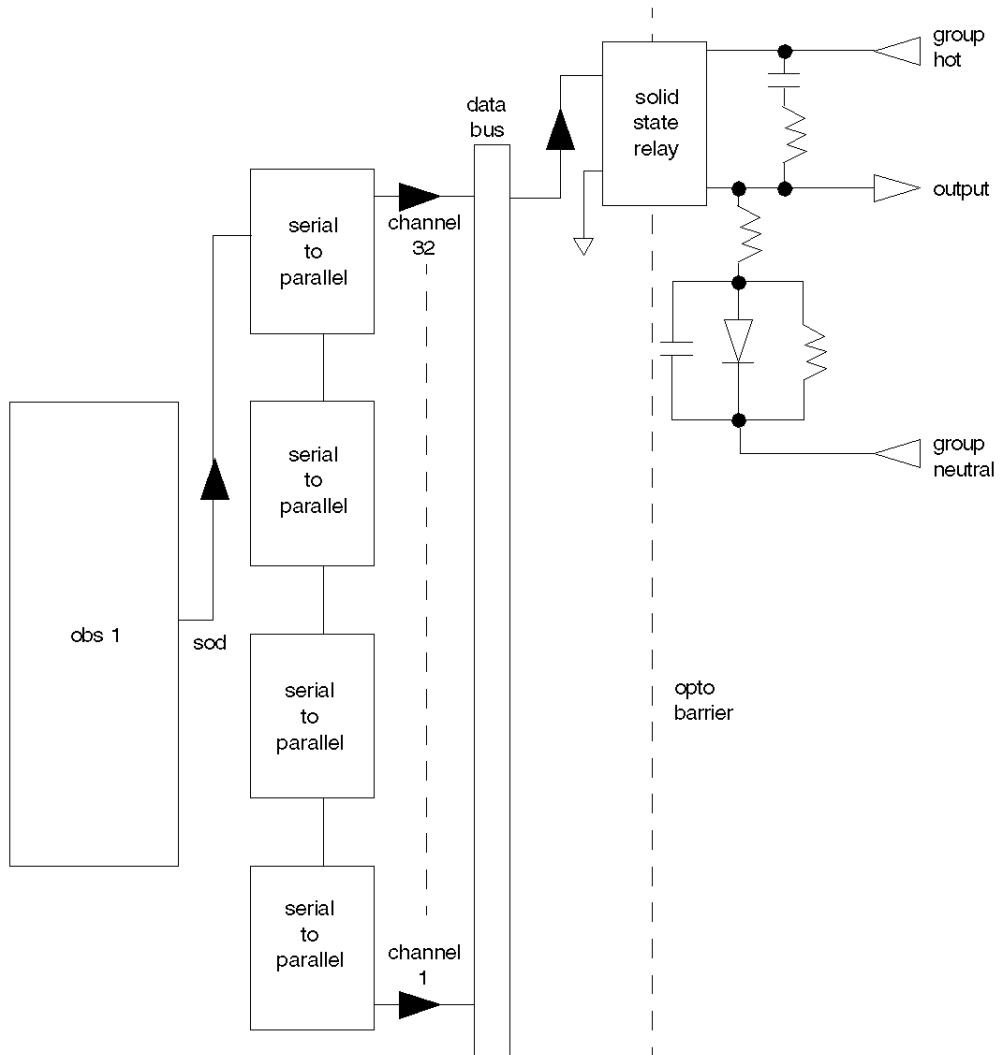 group
hot
solid
state
relay
data
bus
output
channel
32
serial
to
parallel
serial
to
parallel
group
neutral
obs 1
sod
serial
to
parallel
opto
barrier
serial
to
parallel
channel
1